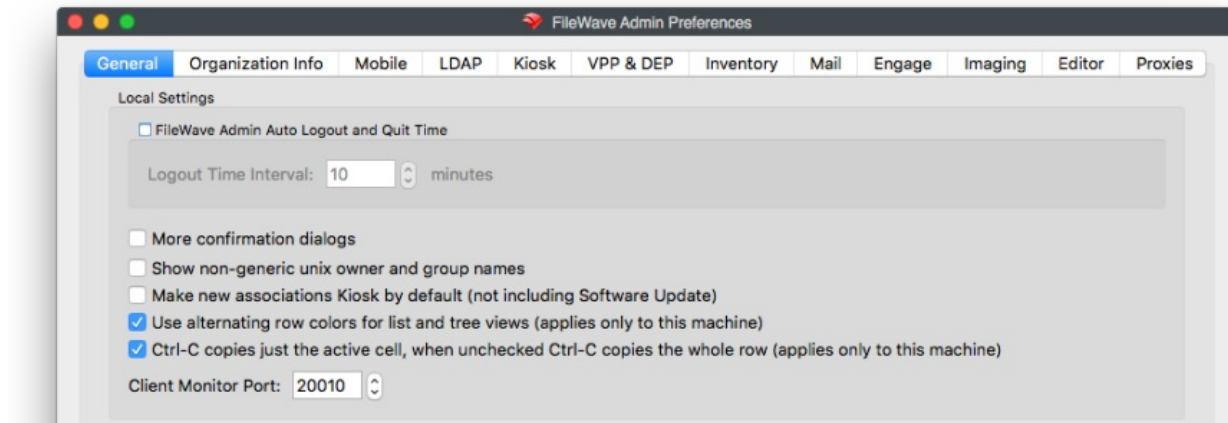 FileWave Admin Preferences
General Organization Info Mobile LDAP Kiosk VPP & DEP Inventory Mail Engage Imaging Editor Proxies
Local Settings
FileWave Admin Auto Logout and Quit Time
Logout Time Interval: 10 minutes
More confirmation dialogs
Show non-generic unix owner and group names
Make new associations Kiosk by default (not including Software Update)
Use alternating row colors for list and tree views (applies only to this machine)
Ctrl-C copies just the active cell, when unchecked Ctrl-C copies the whole row (applies only to this machine)
Client Monitor Port: 20010